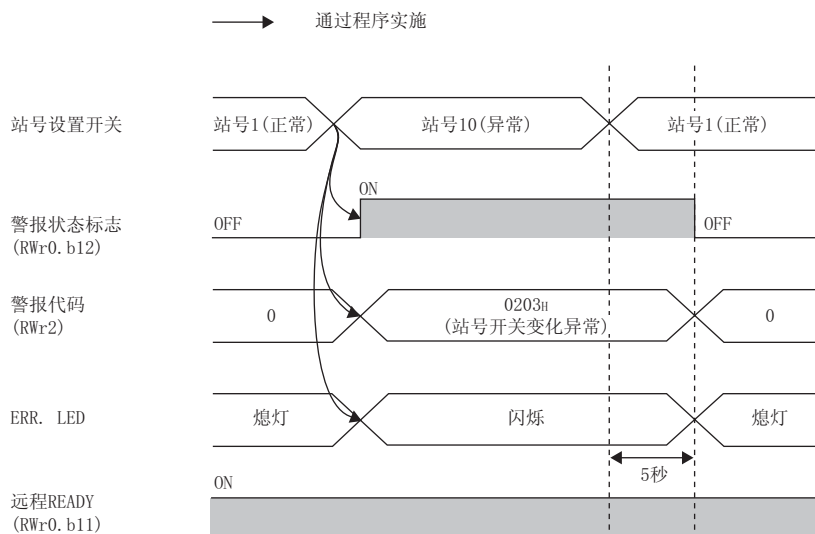 通过程序实施
站号设置开关
站号1(正常)
站号10(异常)
站号1(正常)
警报状态标志
(RWr0.b12)
OFF
ON
OFF
警报代码
(RWr2)
0
0203H
(站号开关变化异常)
0
ERR. LED
熄灯
闪烁
熄灯
5秒
远程READY
(RWr0.b11)
ON